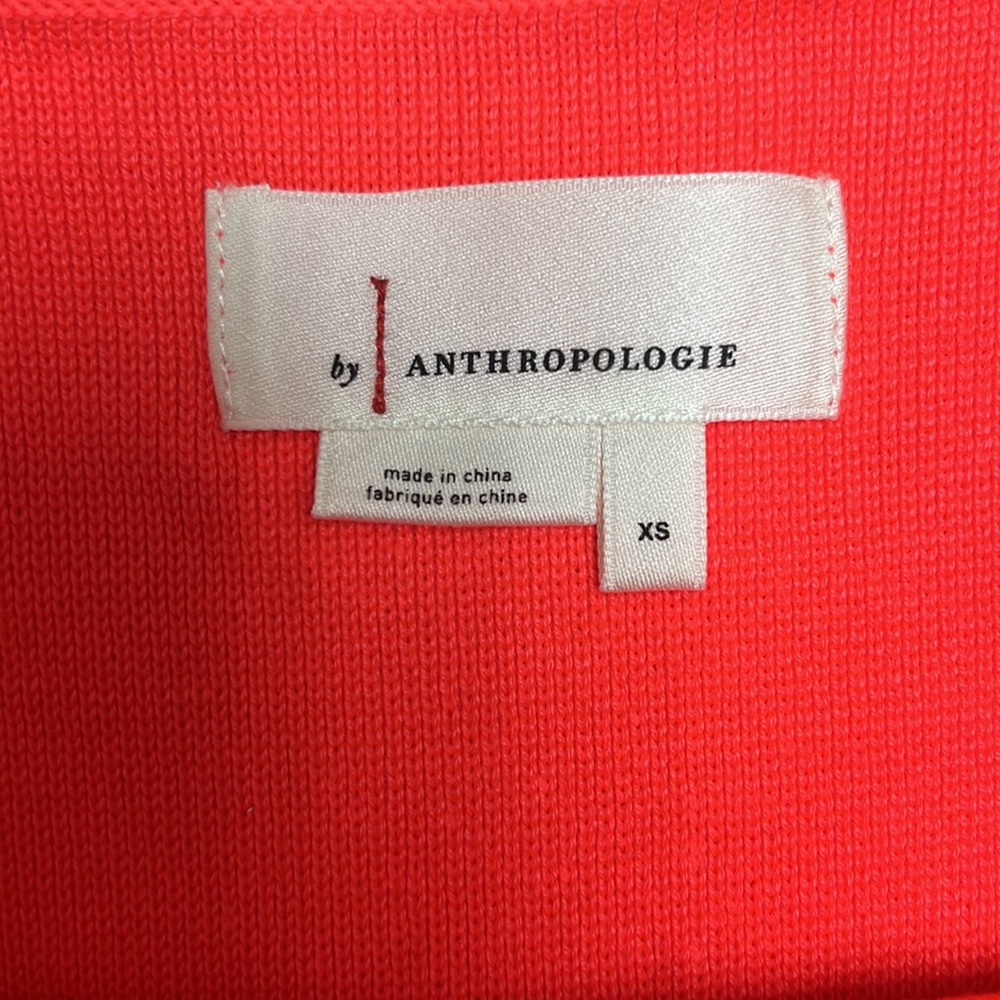 by ANTHROPOLOGIE
made in china
fabriqué en chine
XS